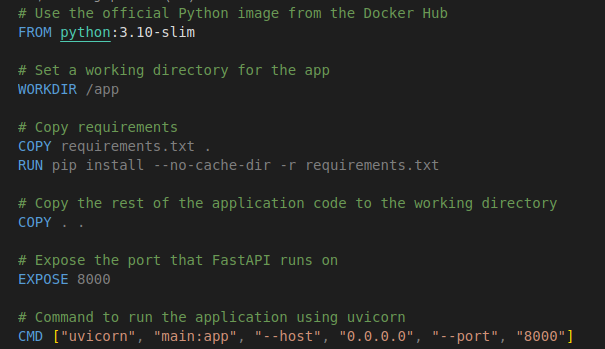 # Use the official Python image from the Docker Hub
FROM python:3.10-slim
# Set a working directory for the app
WORKDIR /app
# Copy requirements
COPY requirements.txt .
RUN pip install --no-cache-dir -r requirements.txt
# Copy the rest of the application code to the working directory
COPY . .
# Expose the port that FastAPI runs on
EXPOSE 8000
# Command to run the application using uvicorn
CMD ["uvicorn", "main:app", "--host", "0.0.0.0", "--port", "8000"]